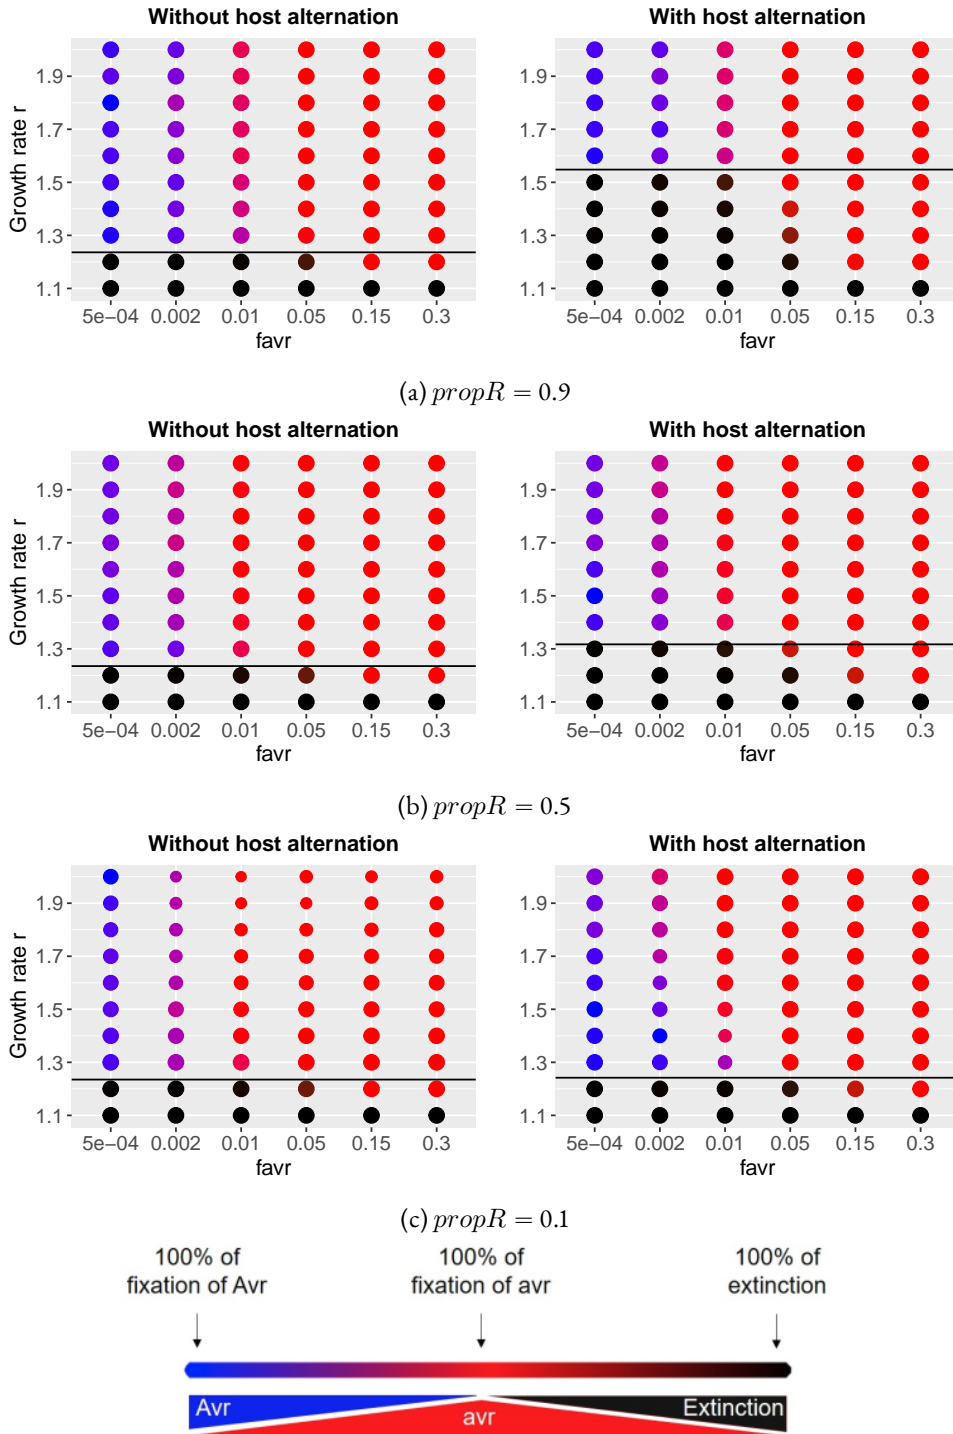 Without host alternation
With host alternation
Growth rate r
1.9
1.7
1.5
1.3
1.1
5e−04 0.002 0.01 0.05 0.15 0.3
favr
1.9
1.7
1.5
1.3
1.1
5e−04 0.002 0.01 0.05 0.15 0.3
favr
(a) propR = 0.9
Without host alternation
With host alternation
Growth rate r
1.9
1.7
1.5
1.3
1.1
5e−04 0.002 0.01 0.05 0.15 0.3
favr
1.9
1.7
1.5
1.3
1.1
5e−04 0.002 0.01 0.05 0.15 0.3
favr
(b) propR = 0.5
Without host alternation
With host alternation
Growth rate r
1.9
1.7
1.5
1.3
1.1
5e−04 0.002 0.01 0.05 0.15 0.3
favr
1.9
1.7
1.5
1.3
1.1
5e−04 0.002 0.01 0.05 0.15 0.3
favr
(c) propR = 0.1
100% of
fixation of Avr
100% of
fixation of avr
100% of
extinction
Avr
avr
Extinction